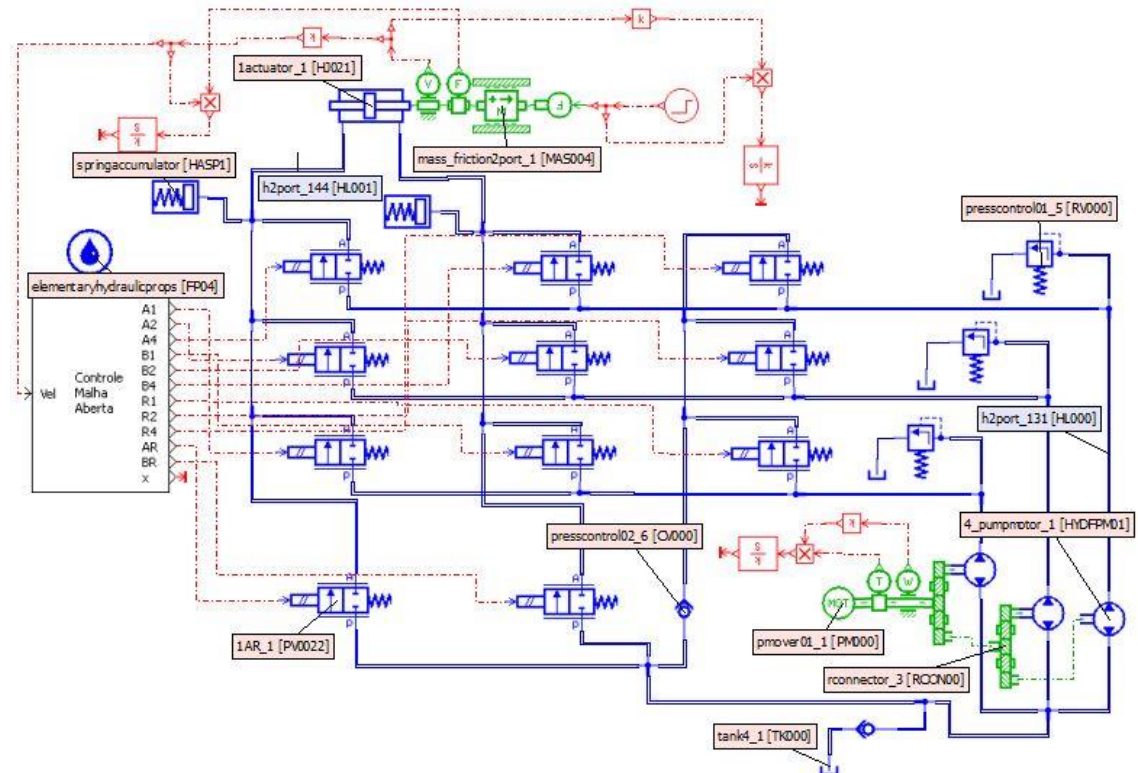 k
k
1actuator_1 [HJ021]
V
F
M
mass_friction2port_1 [MAS004]
springaccumulator [HASP1]
h2port_144 [HL001]
presscontrol01_5 [RV000]
A
A
A
P
P
P
elementaryhydraulicprops [FP04]
A1
A2
A4
B1
B2
B4
R1
R2
R4
AR
BR
x
Vel
Controle
Malha
Aberta
A
A
A
P
P
P
h2port_131 [HL000]
A
A
A
P
P
P
presscontrol02_6 [CV000]
4_pumpmotor_1 [HYDFPM01]
k
T
W
MOT
A
A
P
P
1AR_1 [PV0022]
pmover01_1 [PM000]
rconnector_3 [RCON00]
tank4_1 [TK000]